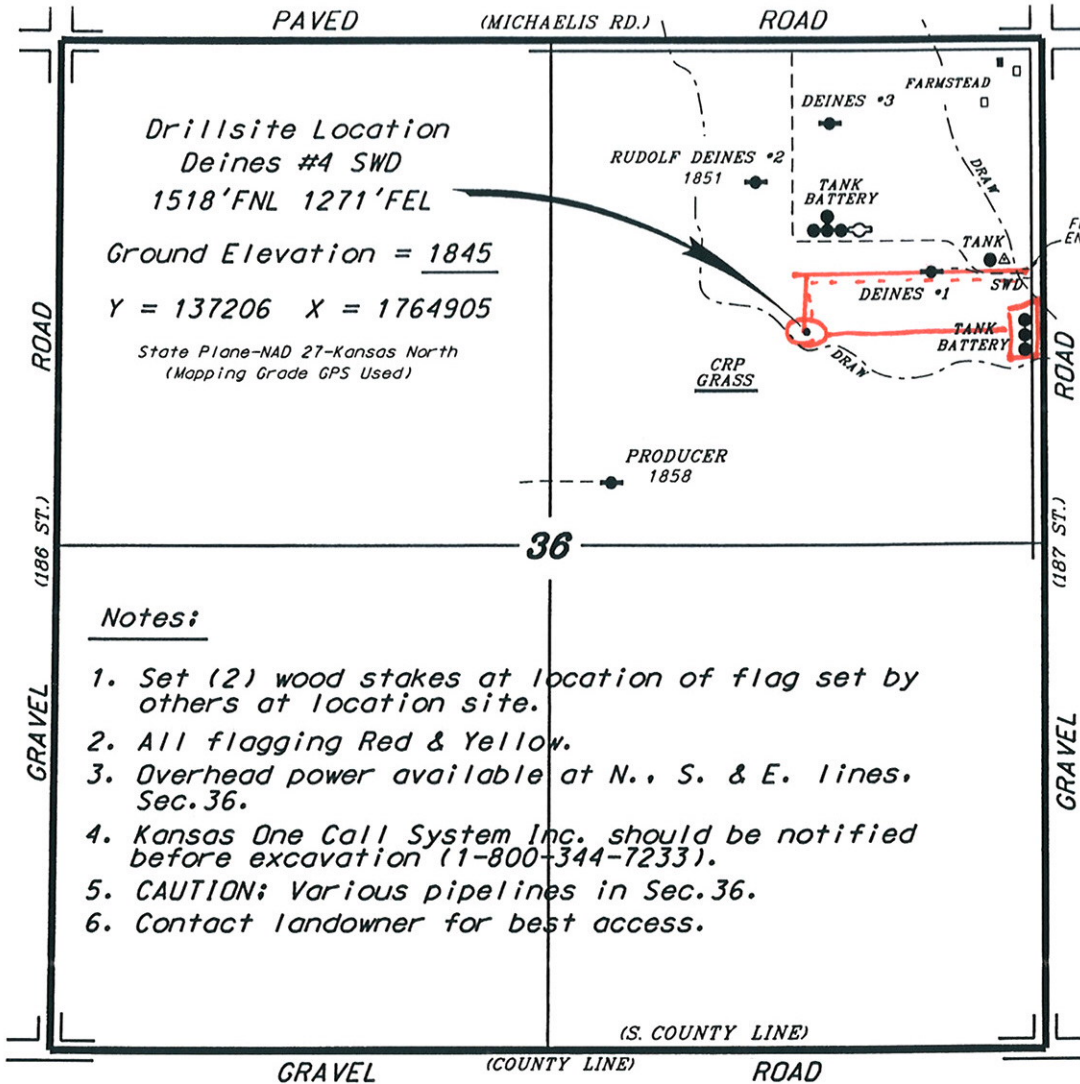 PAVED (MICHAELIS RD.) ROAD
Drillsite Location
Deines #4 SWD
1518'FNL 1271'FEL
Ground Elevation = 1845
Y = 137206 X = 1764905
State Plane-NAD 27-Kansas North
(Mapping Grade GPS Used)
FARMSTEAD
DEINES #3
RUDOLF DEINES #2
1851
TANK
BATTERY
DRAW
TANK
SWD
DEINES #1
TANK
BATTERY
DRAW
CRP
GRASS
PRODUCER
1858
36
ROAD
(186 ST.)
GRAVEL
ROAD
(187 ST.)
GRAVEL
Notes:
1. Set (2) wood stakes at location of flag set by
others at location site.
2. All flagging Red & Yellow.
3. Overhead power available at N., S. & E. lines,
Sec.36.
4. Kansas One Call System Inc. should be notified
before excavation (1-800-344-7233).
5. CAUTION: Various pipelines in Sec.36.
6. Contact landowner for best access.
(S. COUNTY LINE)
GRAVEL (COUNTY LINE) ROAD